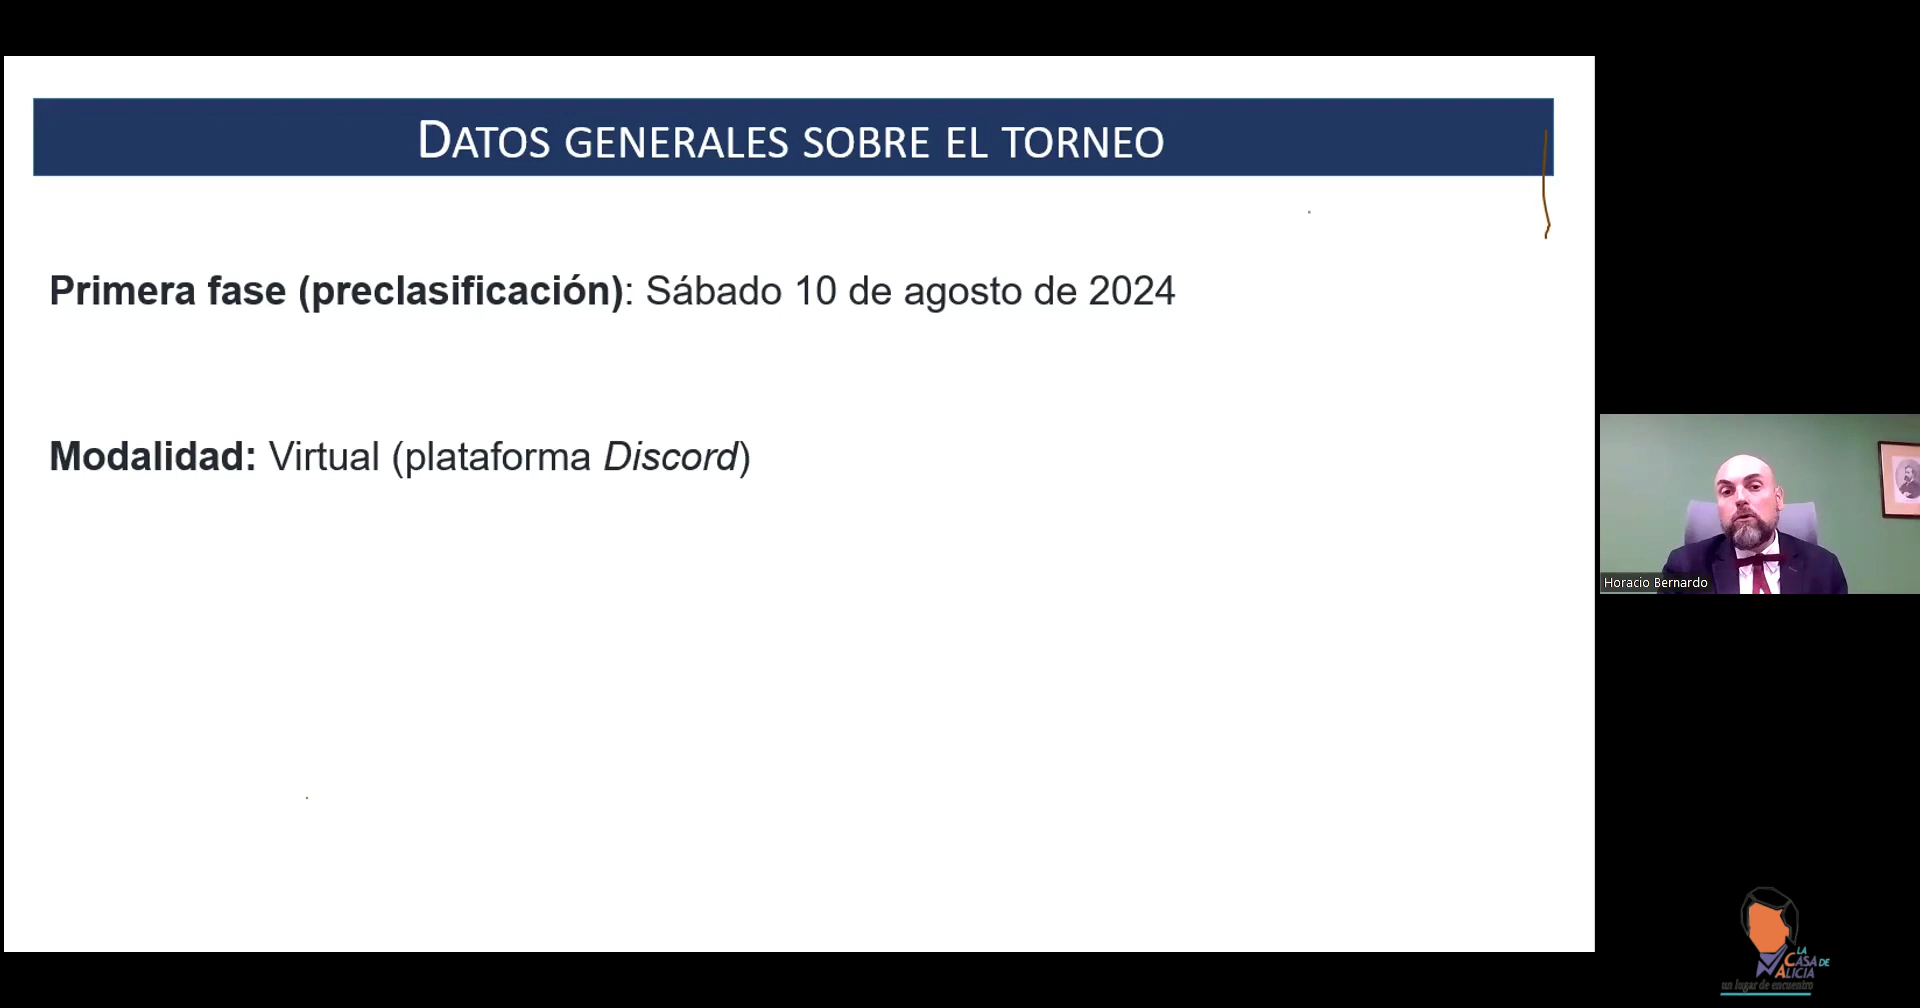 DATOS GENERALES SOBRE EL TORNEO
Primera fase (preclasificación): Sábado 10 de agosto de 2024
Modalidad: Virtual (plataforma Discord)
Horacio Bernardo
LA
CASA DE
ALICIA
un lugar de encuentro